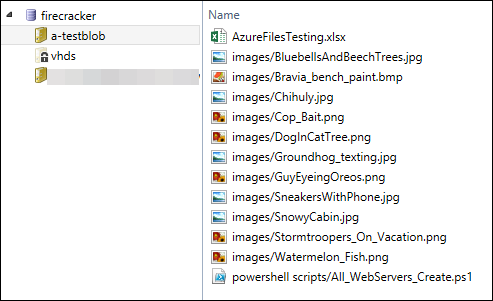 firecracker
a-testblob
vhds
Name
AzureFilesTesting.xlsx
images/BluebellsAndBeechTrees.jpg
images/Bravia_bench_paint.bmp
images/Chihuly.jpg
images/Cop_Bait.png
images/DogInCatTree.png
images/Groundhog_texting.jpg
images/GuyEyeingOreos.png
images/SneakersWithPhone.jpg
images/SnowyCabin.jpg
images/Stormtroopers_On_Vacation.png
images/Watermelon_Fish.png
powershell scripts/All_WebServers_Create.ps1